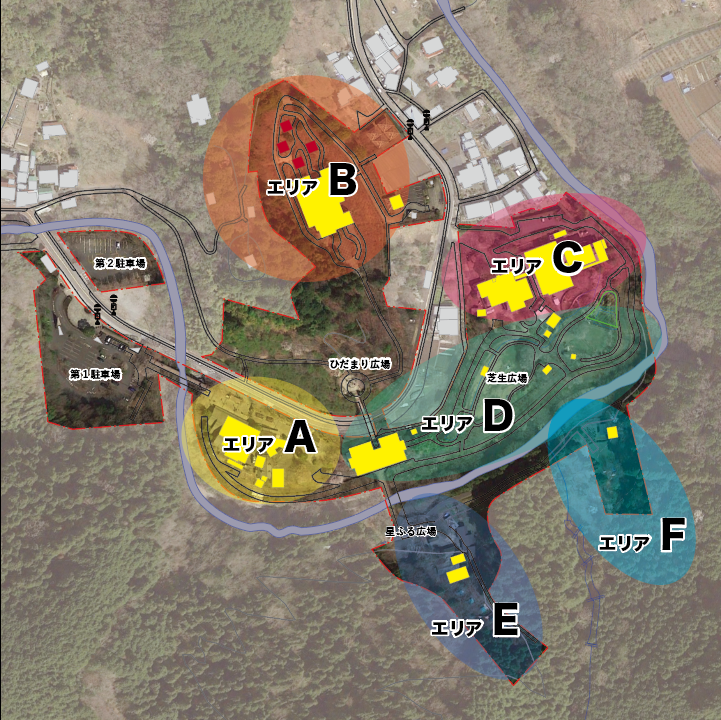 エリア B
エリア C
第2駐車場
第1駐車場
ひだまり広場
芝生広場
エリア D
エリア A
星ふる広場
エリア F
エリア E